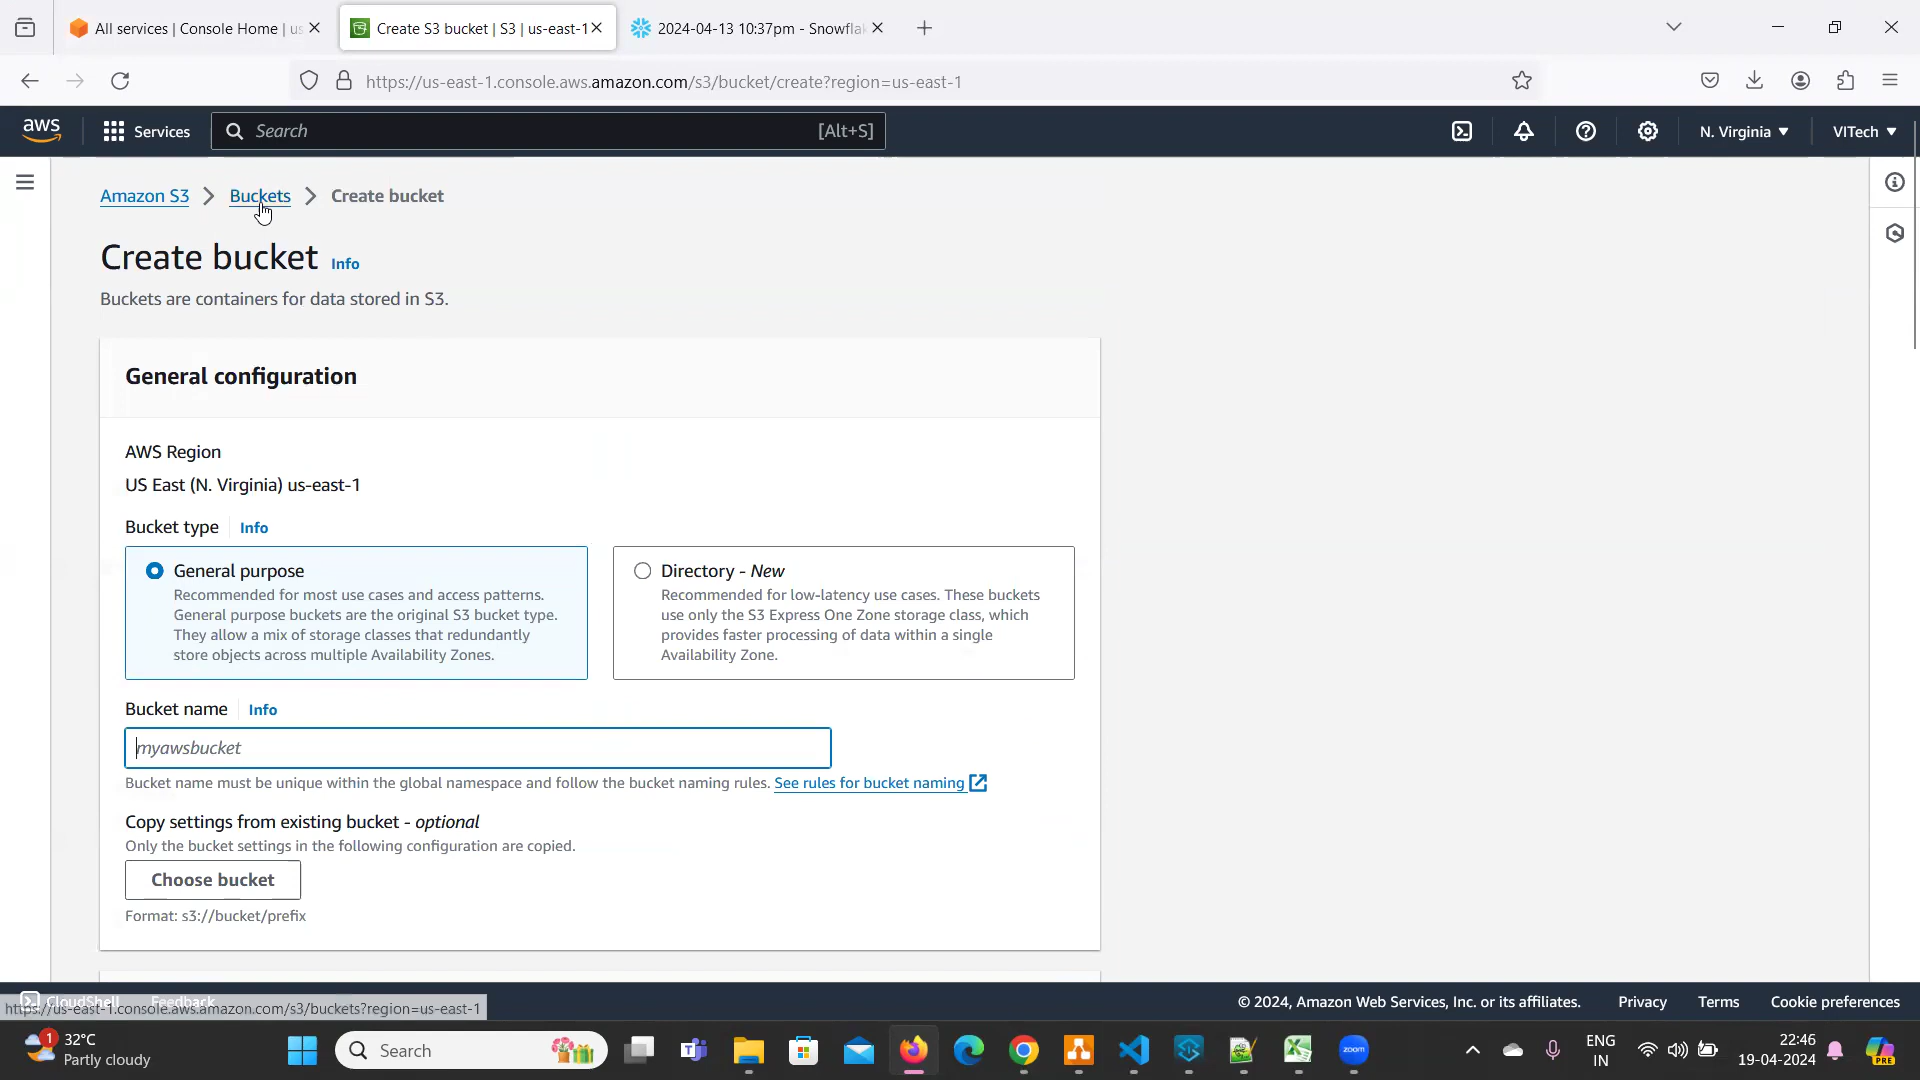 All services | Console Home | us
Create S3 bucket | S3 | us-east-1
2024-04-13 10:37pm - Snowfla
https://us-east-1.console.aws.amazon.com/s3/bucket/create?region=us-east-1
aws
Services
Search
[Alt+S]
N. Virginia
VITech
Amazon S3
Buckets
Create bucket
Create bucket
Info
Buckets are containers for data stored in S3.
General configuration
AWS Region
US East (N. Virginia) us-east-1
Bucket type
Info
General purpose
Recommended for most use cases and access patterns.
General purpose buckets are the original S3 bucket type.
They allow a mix of storage classes that redundantly
store objects across multiple Availability Zones.
Directory - New
Recommended for low-latency use cases. These buckets
use only the S3 Express One Zone storage class, which
provides faster processing of data within a single
Availability Zone.
Bucket name
Info
myawsbucket
Bucket name must be unique within the global namespace and follow the bucket naming rules. See rules for bucket naming
Copy settings from existing bucket - optional
Only the bucket settings in the following configuration are copied.
Choose bucket
Format: s3://bucket/prefix
CloudShell
Feedback
https://us-east-1.console.aws.amazon.com/s3/buckets?region=us-east-1
© 2024, Amazon Web Services, Inc. or its affiliates.
Privacy
Terms
Cookie preferences
1
32°C
Partly cloudy
Search
zoom
ENG
IN
22:46
19-04-2024
PRE